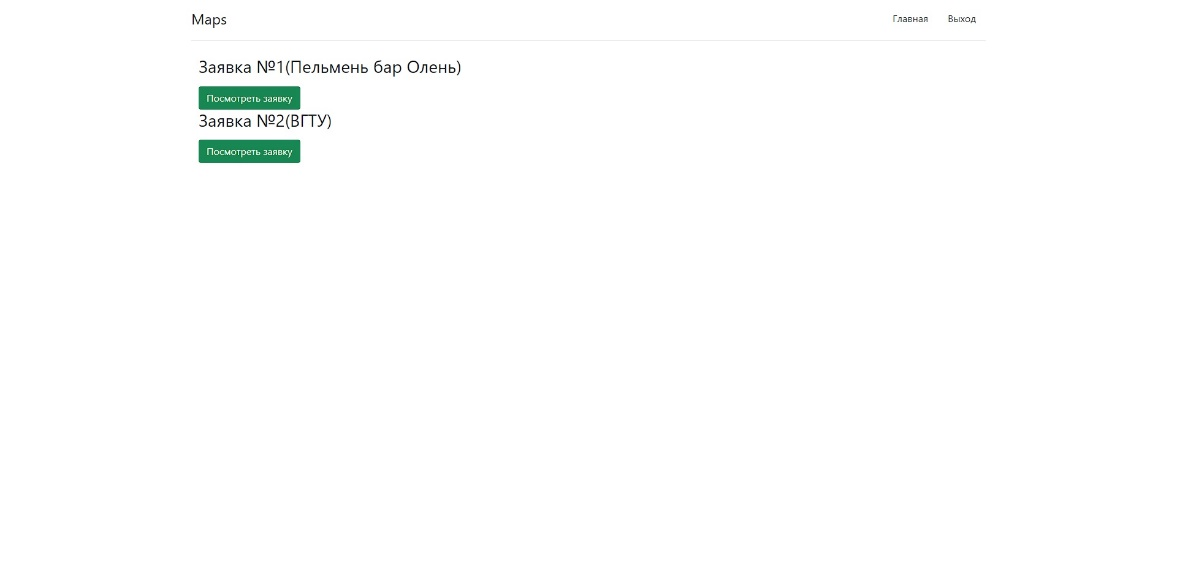 Maps Главная Выход
Заявка №1(Пельмень бар Олень)
Посмотреть заявку
Заявка №2(ВГТУ)
Посмотреть заявку